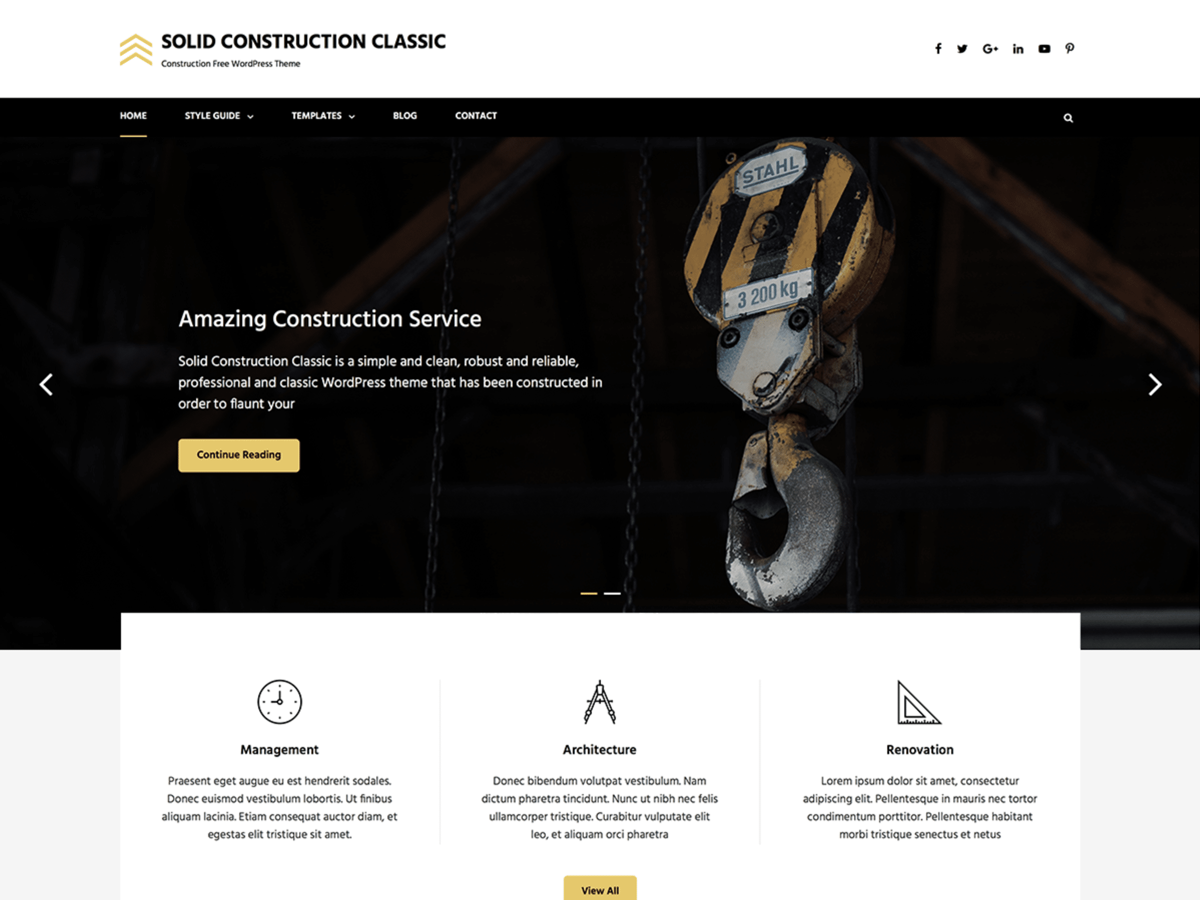 SOLID CONSTRUCTION CLASSIC
Construction Free WordPress Theme
HOME STYLE GUIDE TEMPLATES BLOG CONTACT
STAHL
3 200 kg
Amazing Construction Service
Solid Construction Classic is a simple and clean, robust and reliable,
professional and classic WordPress theme that has been constructed in
order to flaunt your
Continue Reading
Management
Praesent eget augue eu est hendrerit sodales.
Donec euismod vestibulum lobortis. Ut finibus
aliquam lacinia. Etiam consequat auctor diam, et
egestas elit tristique sit amet.
Architecture
Donec bibendum volutpat vestibulum. Nam
dictum pharetra tincidunt. Nunc ut nibh nec felis
ullamcorper tristique. Curabitur vulputate elit
leo, et aliquam orci pharetra
Renovation
Lorem ipsum dolor sit amet, consectetur
adipiscing elit. Pellentesque in mauris nec tortor
condimentum porttitor. Pellentesque habitant
morbi tristique senectus et netus
View All